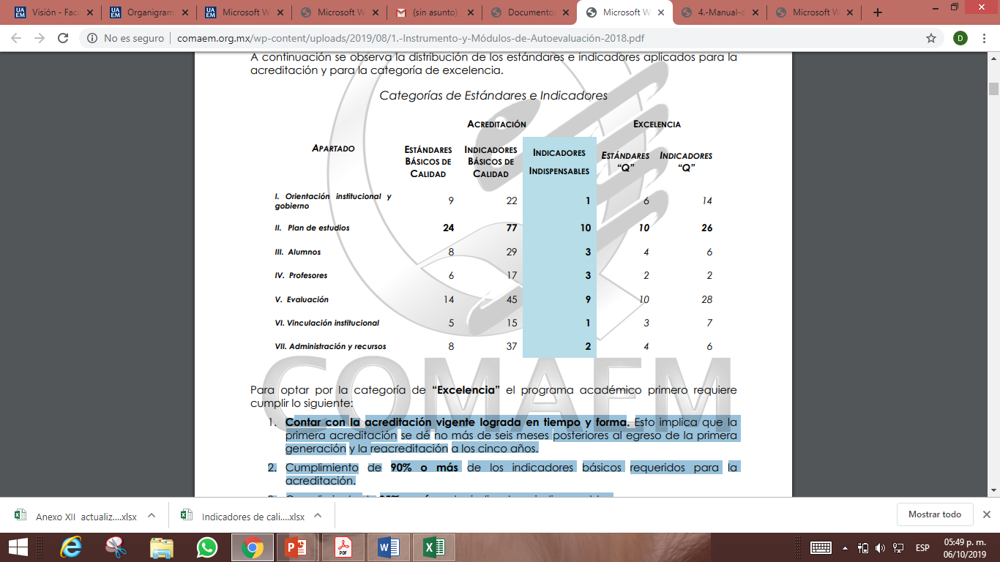 Visión - Facu
Organigram
Microsoft W
Microsoft W
(sin asunto)
Documentos
Microsoft W
4.-Manual-d
Microsoft W
No es seguro | comaem.org.mx/wp-content/uploads/2019/08/1.-Instrumento-y-Módulos-de-Autoevaluación-2018.pdf
D
A continuación se observa la distribución de los estándares e indicadores aplicados para la
acreditación y para la categoría de excelencia.
Categorías de Estándares e Indicadores
ACREDITACIÓN EXCELENCIA
APARTADO
ESTÁNDARES BÁSICOS DE CALIDAD
INDICADORES BÁSICOS DE CALIDAD
INDICADORES INDISPENSABLES
ESTÁNDARES "Q"
INDICADORES "Q"
I. Orientación institucional y gobierno 9 22 1 6 14
II. Plan de estudios 24 77 10 10 26
III. Alumnos 8 29 3 4 6
IV. Profesores 6 17 3 2 2
V. Evaluación 14 45 9 10 28
VI. Vinculación institucional 5 15 1 3 7
VII. Administración y recursos 8 37 2 4 6
COMAEM
Para optar por la categoría de "Excelencia" el programa académico primero requiere
cumplir lo siguiente:
1. Contar con la acreditación vigente lograda en tiempo y forma. Esto implica que la
primera acreditación se dé no más de seis meses posteriores al egreso de la primera
generación y la reacreditación a los cinco años.
2. Cumplimiento de 90% o más de los indicadores básicos requeridos para la
acreditación.
Anexo XII actualiz....xlsx
Indicadores de cali....xlsx
Mostrar todo
ESP
05:49 p. m.
06/10/2019